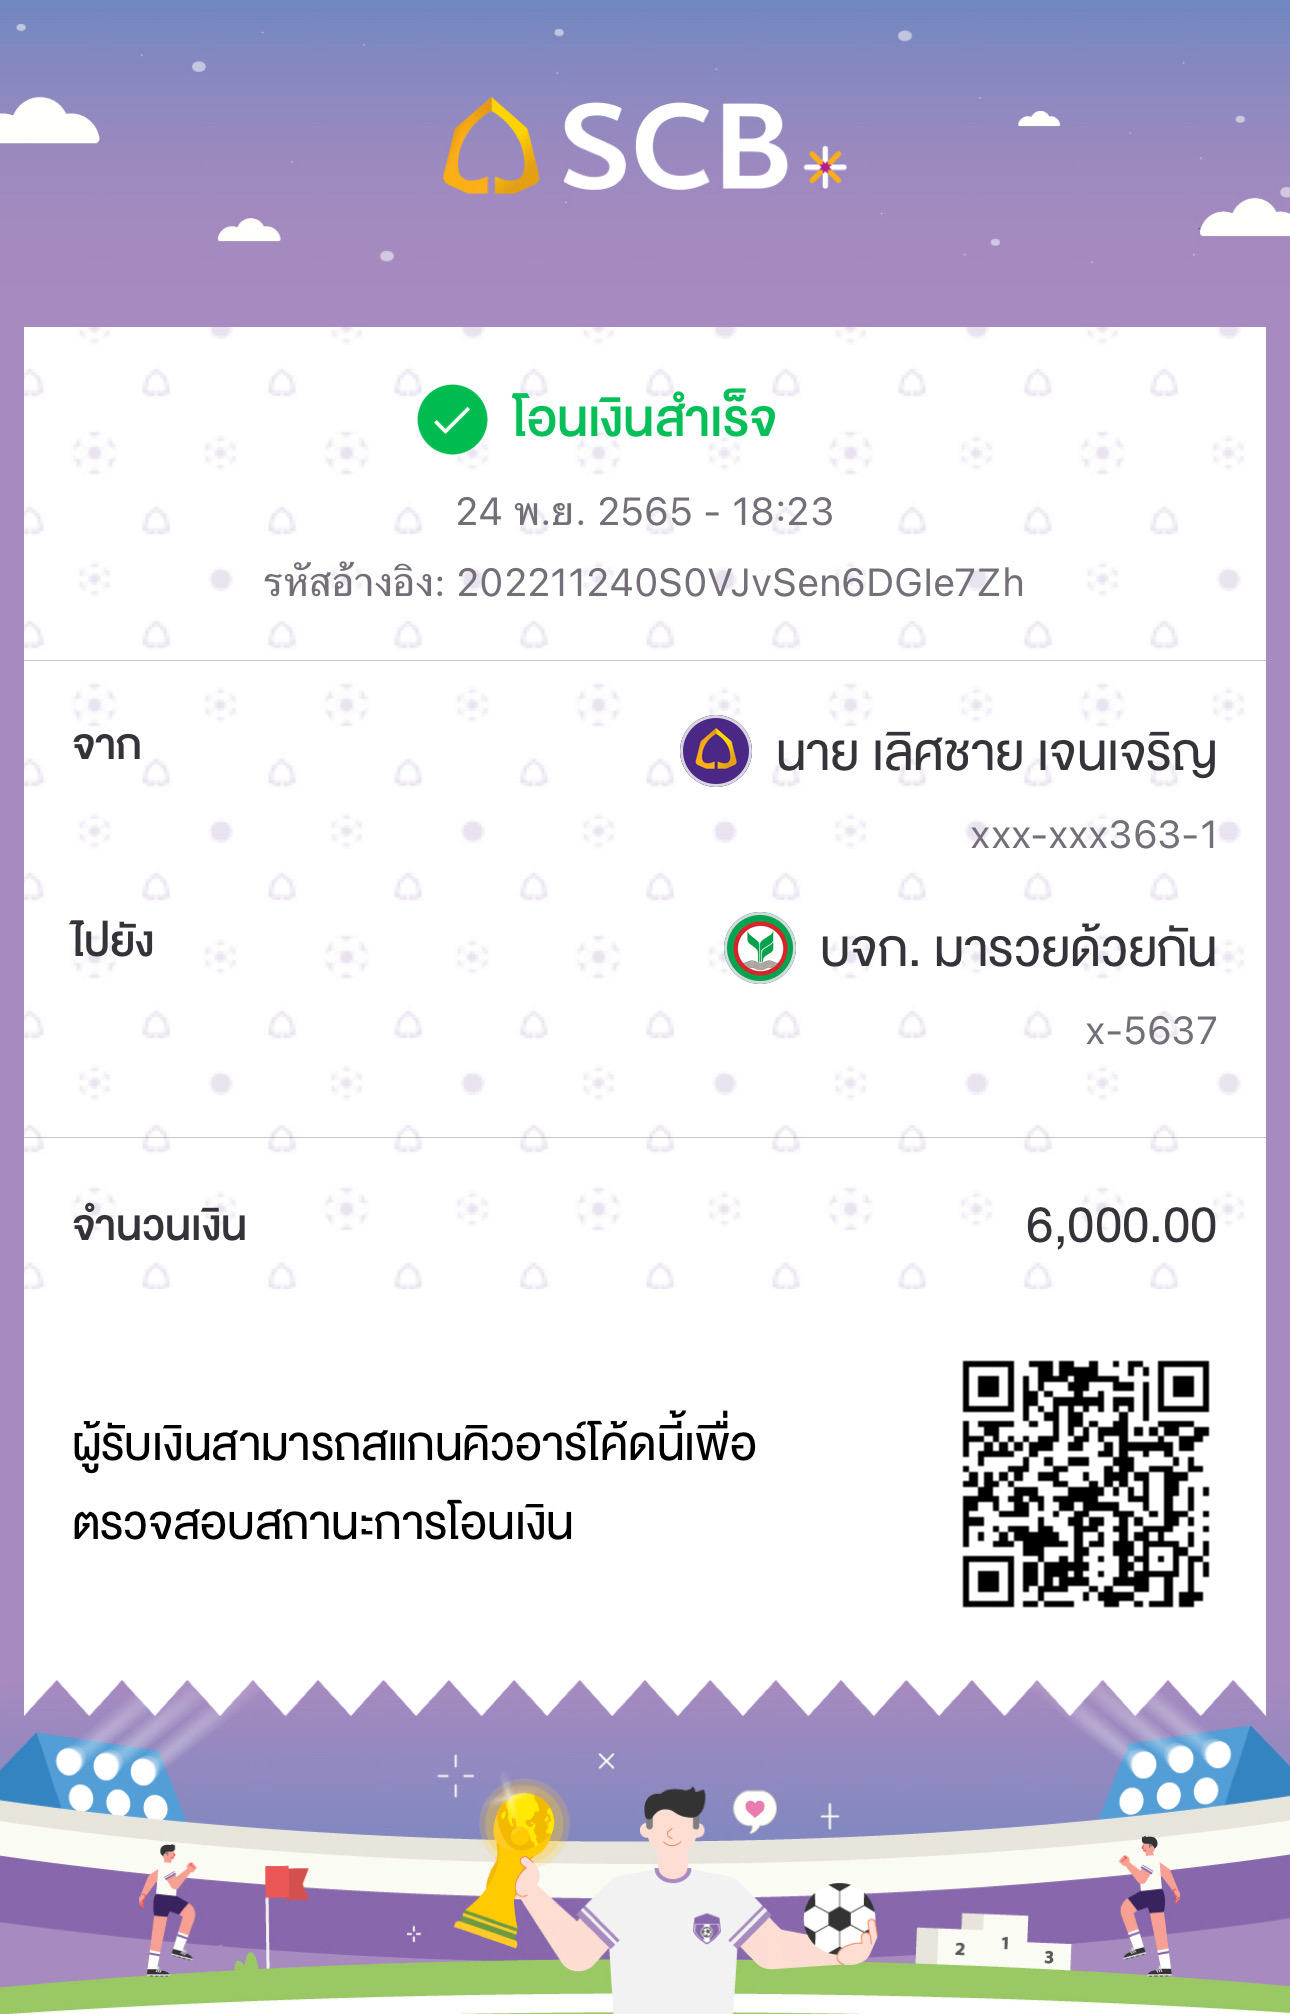 SCB
โอนเงินสำเร็จ
24 พ.ย. 2565 - 18:23
รหัสอ้างอิง: 202211240S0VJvSen6DGIe7Zh
จาก
นาย เลิศชาย เจนเจริญ
xxx-xxx363-1
ไปยัง
บจก. มารวยด้วยกัน
x-5637
จำนวนเงิน
6,000.00
ผู้รับเงินสามารถสแกนคิวอาร์โค้ดนี้เพื่อ
ตรวจสอบสถานะการโอนเงิน
2 1 3